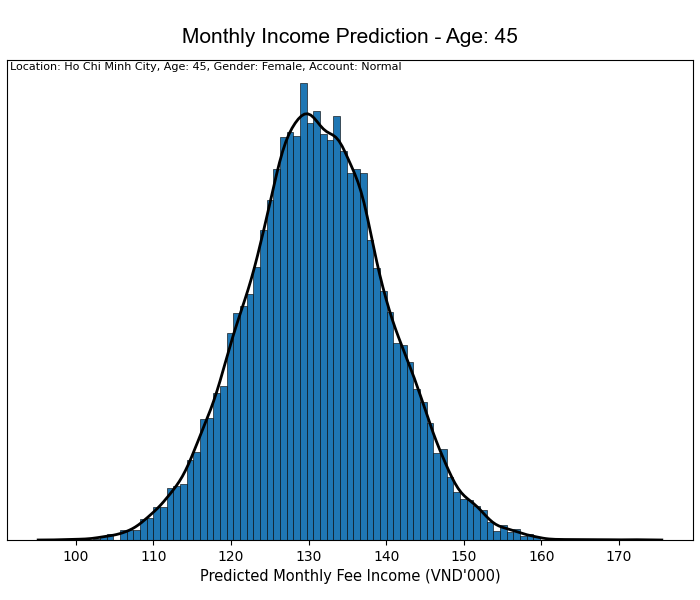 Monthly Income Prediction - Age: 45
Location: Ho Chi Minh City, Age: 45, Gender: Female, Account: Normal
100 110 120 130 140 150 160 170
Predicted Monthly Fee Income (VND'000)